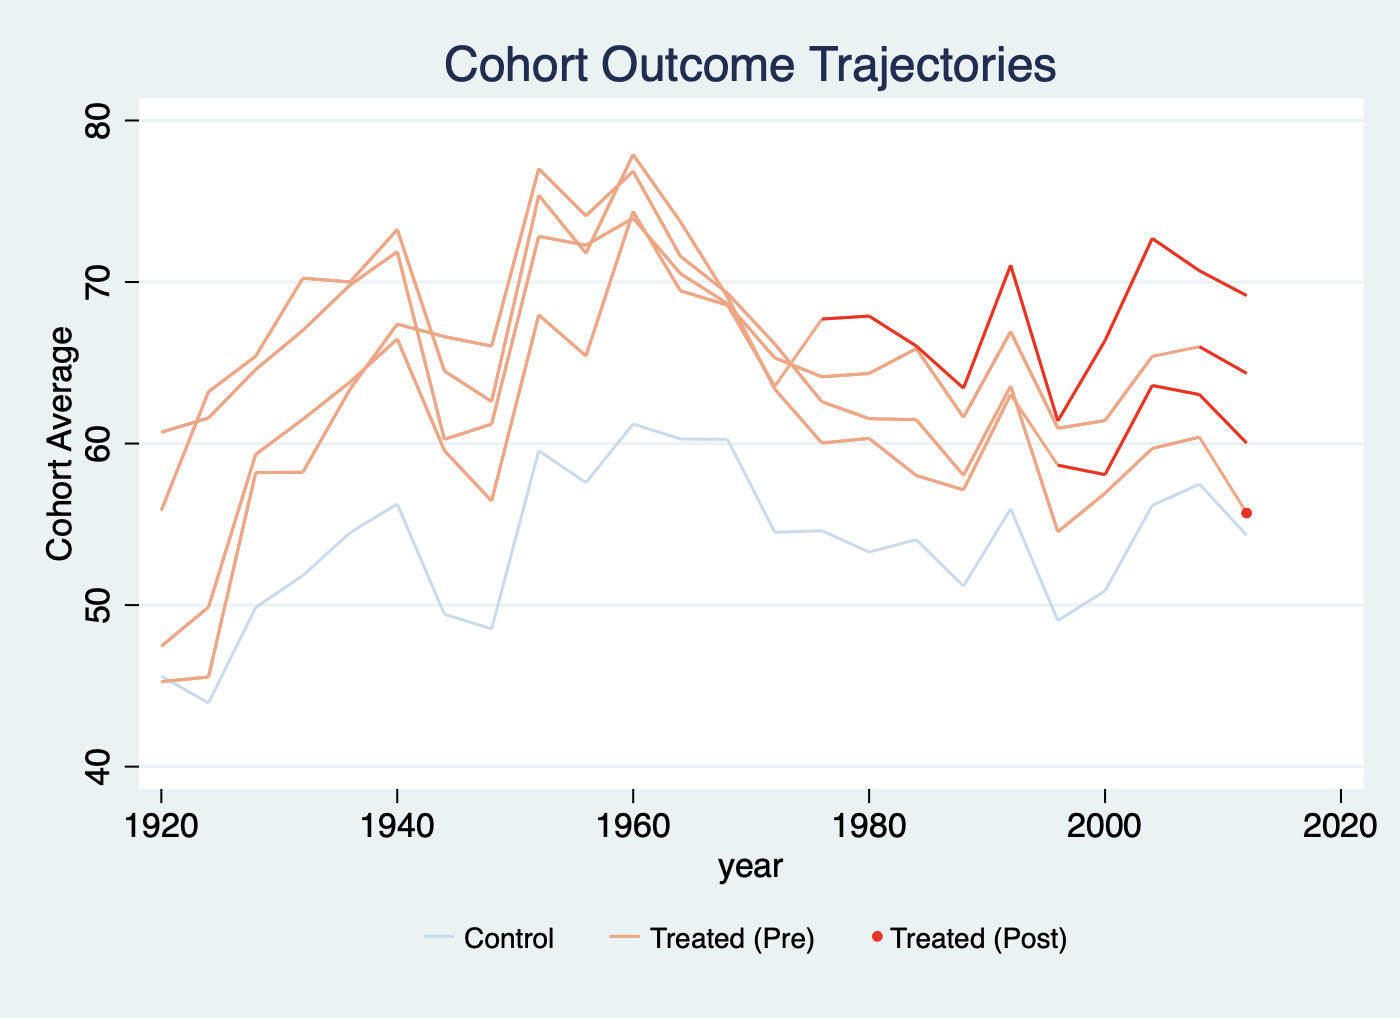 Cohort Outcome Trajectories
80
70
60
50
40
Cohort Average
1920 1940 1960 1980 2000 2020
year
Control Treated (Pre) Treated (Post)